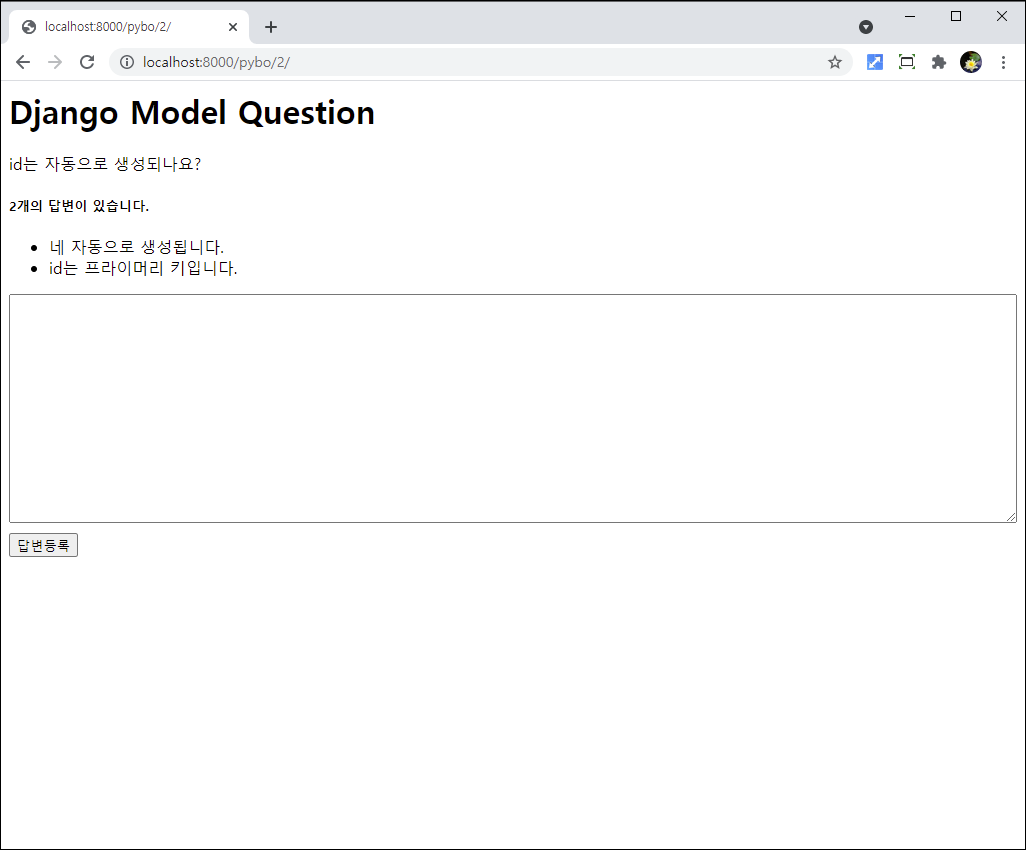 localhost:8000/pybo/2/
localhost:8000/pybo/2/
Django Model Question
id는 자동으로 생성되나요?
2개의 답변이 있습니다.
네 자동으로 생성됩니다.
id는 프라이머리 키입니다.
답변등록